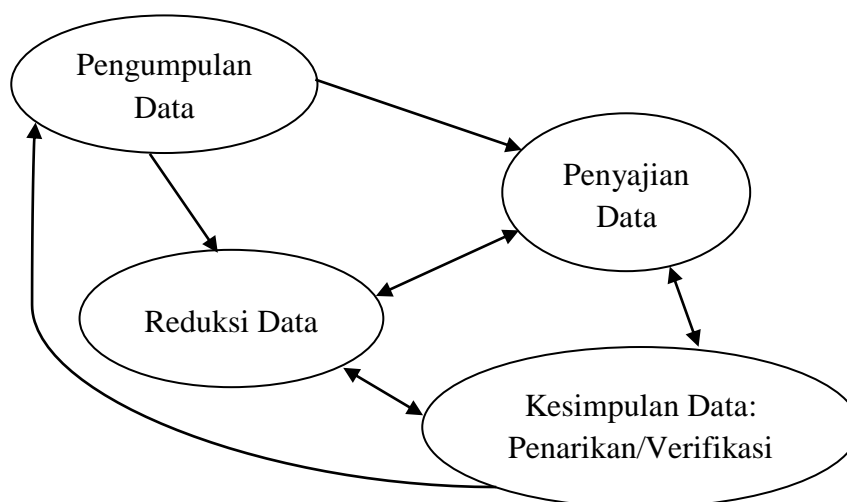 Pengumpulan
Data
Penyajian
Data
Reduksi Data
Kesimpulan Data:
Penarikan/Verifikasi